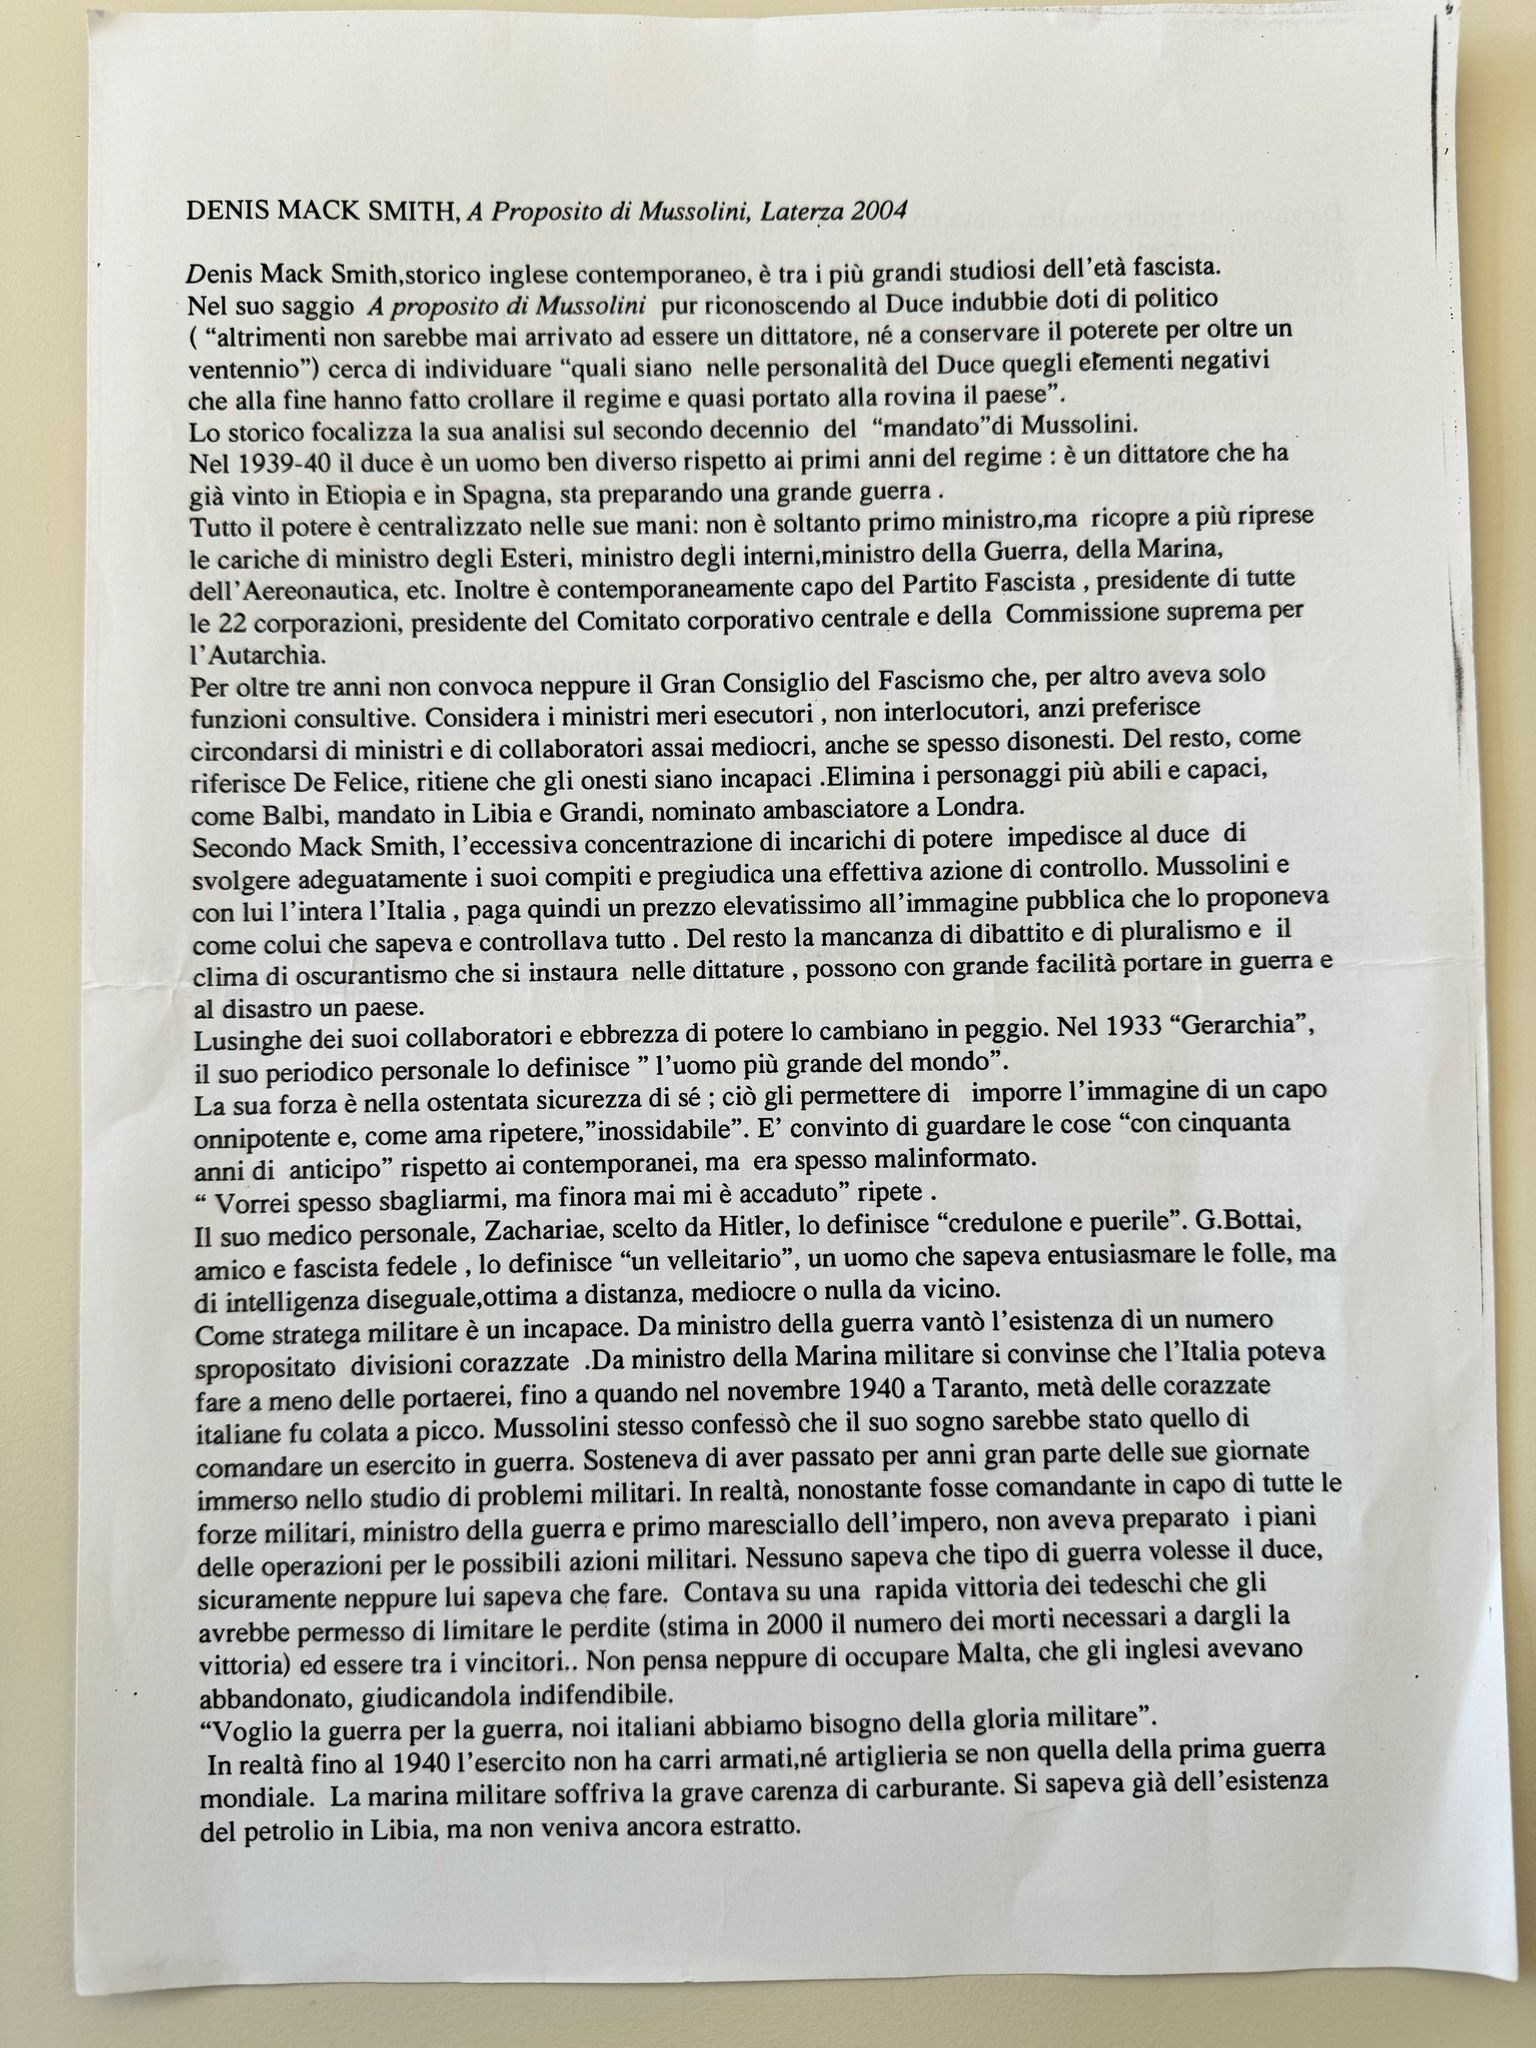 DENIS MACK SMITH, A Proposito di Mussolini, Laterza 2004
Denis Mack Smith,storico inglese contemporaneo, è tra i più grandi studiosi dell'età fascista.
Nel suo saggio A proposito di Mussolini pur riconoscendo al Duce indubbie doti di politico
( "altrimenti non sarebbe mai arrivato ad essere un dittatore, né a conservare il poterete per oltre un
ventennio") cerca di individuare "quali siano nelle personalità del Duce quegli elementi negativi
che alla fine hanno fatto crollare il regime e quasi portato alla rovina il paese".
Lo storico focalizza la sua analisi sul secondo decennio del "mandato"di Mussolini.
Nel 1939-40 il duce è un uomo ben diverso rispetto ai primi anni del regime : è un dittatore che ha
già vinto in Etiopia e in Spagna, sta preparando una grande guerra .
Tutto il potere è centralizzato nelle sue mani: non è soltanto primo ministro,ma ricopre a più riprese
le cariche di ministro degli Esteri, ministro degli interni,ministro della Guerra, della Marina,
dell'Aereonautica, etc. Inoltre è contemporaneamente capo del Partito Fascista , presidente di tutte
le 22 corporazioni, presidente del Comitato corporativo centrale e della Commissione suprema per
l'Autarchia.
Per oltre tre anni non convoca neppure il Gran Consiglio del Fascismo che, per altro aveva solo
funzioni consultive. Considera i ministri meri esecutori , non interlocutori, anzi preferisce
circondarsi di ministri e di collaboratori assai mediocri, anche se spesso disonesti. Del resto, come
riferisce De Felice, ritiene che gli onesti siano incapaci .Elimina i personaggi più abili e capaci,
come Balbi, mandato in Libia e Grandi, nominato ambasciatore a Londra.
Secondo Mack Smith, l'eccessiva concentrazione di incarichi di potere impedisce al duce di
svolgere adeguatamente i suoi compiti e pregiudica una effettiva azione di controllo. Mussolini e
con lui l'intera l'Italia , paga quindi un prezzo elevatissimo all'immagine pubblica che lo proponeva
come colui che sapeva e controllava tutto . Del resto la mancanza di dibattito e di pluralismo e il
clima di oscurantismo che si instaura nelle dittature , possono con grande facilità portare in guerra e
al disastro un paese.
Lusinghe dei suoi collaboratori e ebbrezza di potere lo cambiano in peggio. Nel 1933 "Gerarchia",
il suo periodico personale lo definisce " l'uomo più grande del mondo".
La sua forza è nella ostentata sicurezza di sé ; ciò gli permettere di imporre l'immagine di un capo
onnipotente e, come ama ripetere,"inossidabile". E' convinto di guardare le cose "con cinquanta
anni di anticipo" rispetto ai contemporanei, ma era spesso malinformato.
" Vorrei spesso sbagliarmi, ma finora mai mi è accaduto" ripete .
Il suo medico personale, Zachariae, scelto da Hitler, lo definisce "credulone e puerile". G.Bottai,
amico e fascista fedele , lo definisce "un velleitario", un uomo che sapeva entusiasmare le folle, ma
di intelligenza diseguale,ottima a distanza, mediocre o nulla da vicino.
Come stratega militare è un incapace. Da ministro della guerra vantò l'esistenza di un numero
spropositato divisioni corazzate .Da ministro della Marina militare si convinse che l'Italia poteva
fare a meno delle portaerei, fino a quando nel novembre 1940 a Taranto, metà delle corazzate
italiane fu colata a picco. Mussolini stesso confessò che il suo sogno sarebbe stato quello di
comandare un esercito in guerra. Sosteneva di aver passato per anni gran parte delle sue giornate
immerso nello studio di problemi militari. In realtà, nonostante fosse comandante in capo di tutte le
forze militari, ministro della guerra e primo maresciallo dell'impero, non aveva preparato i piani
delle operazioni per le possibili azioni militari. Nessuno sapeva che tipo di guerra volesse il duce,
sicuramente neppure lui sapeva che fare. Contava su una rapida vittoria dei tedeschi che gli
avrebbe permesso di limitare le perdite (stima in 2000 il numero dei morti necessari a dargli la
vittoria) ed essere tra i vincitori.. Non pensa neppure di occupare Malta, che gli inglesi avevano
abbandonato, giudicandola indifendibile.
"Voglio la guerra per la guerra, noi italiani abbiamo bisogno della gloria militare".
In realtà fino al 1940 l'esercito non ha carri armati,né artiglieria se non quella della prima guerra
mondiale. La marina militare soffriva la grave carenza di carburante. Si sapeva già dell'esistenza
del petrolio in Libia, ma non veniva ancora estratto.